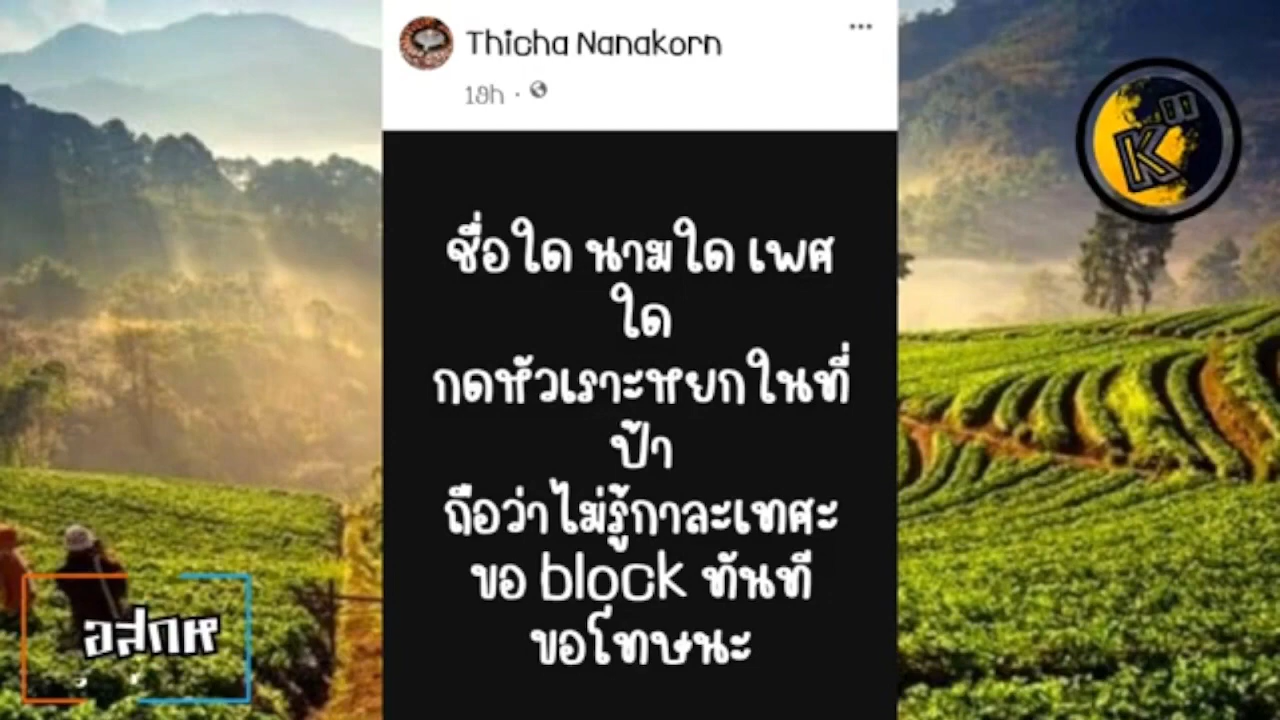 Thicha Nanakorn
19h
ชื่อใด นามใด เพศ
ใด
กดหัวเราะหยกในที่
ป้า
ถือว่าไม่รู้กาละเทศะ
ขอ block ทันที
ขอโทษนะ
K
อสกห